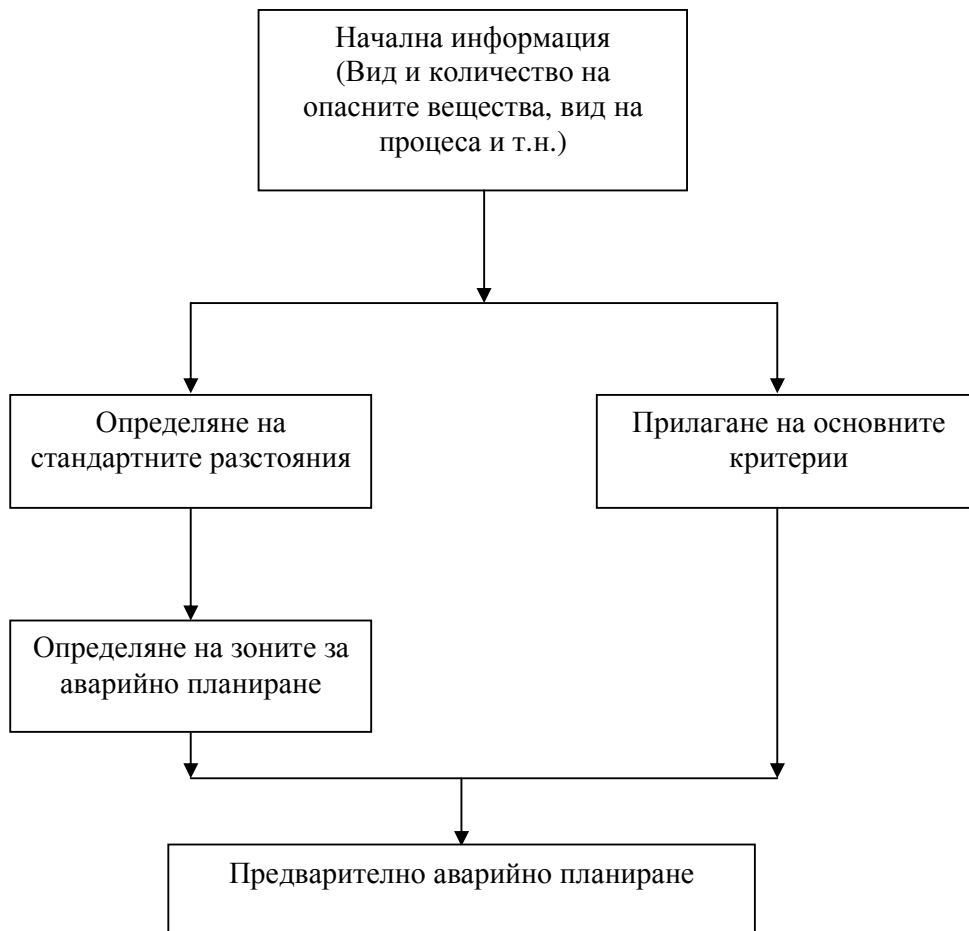 Начална информация
(Вид и количество на
опасните вещества, вид на
процеса и т.н.)
Определяне на
стандартните разстояния
Прилагане на основните
критерии
Определяне на зоните за
аварийно планиране
Предварително аварийно планиране